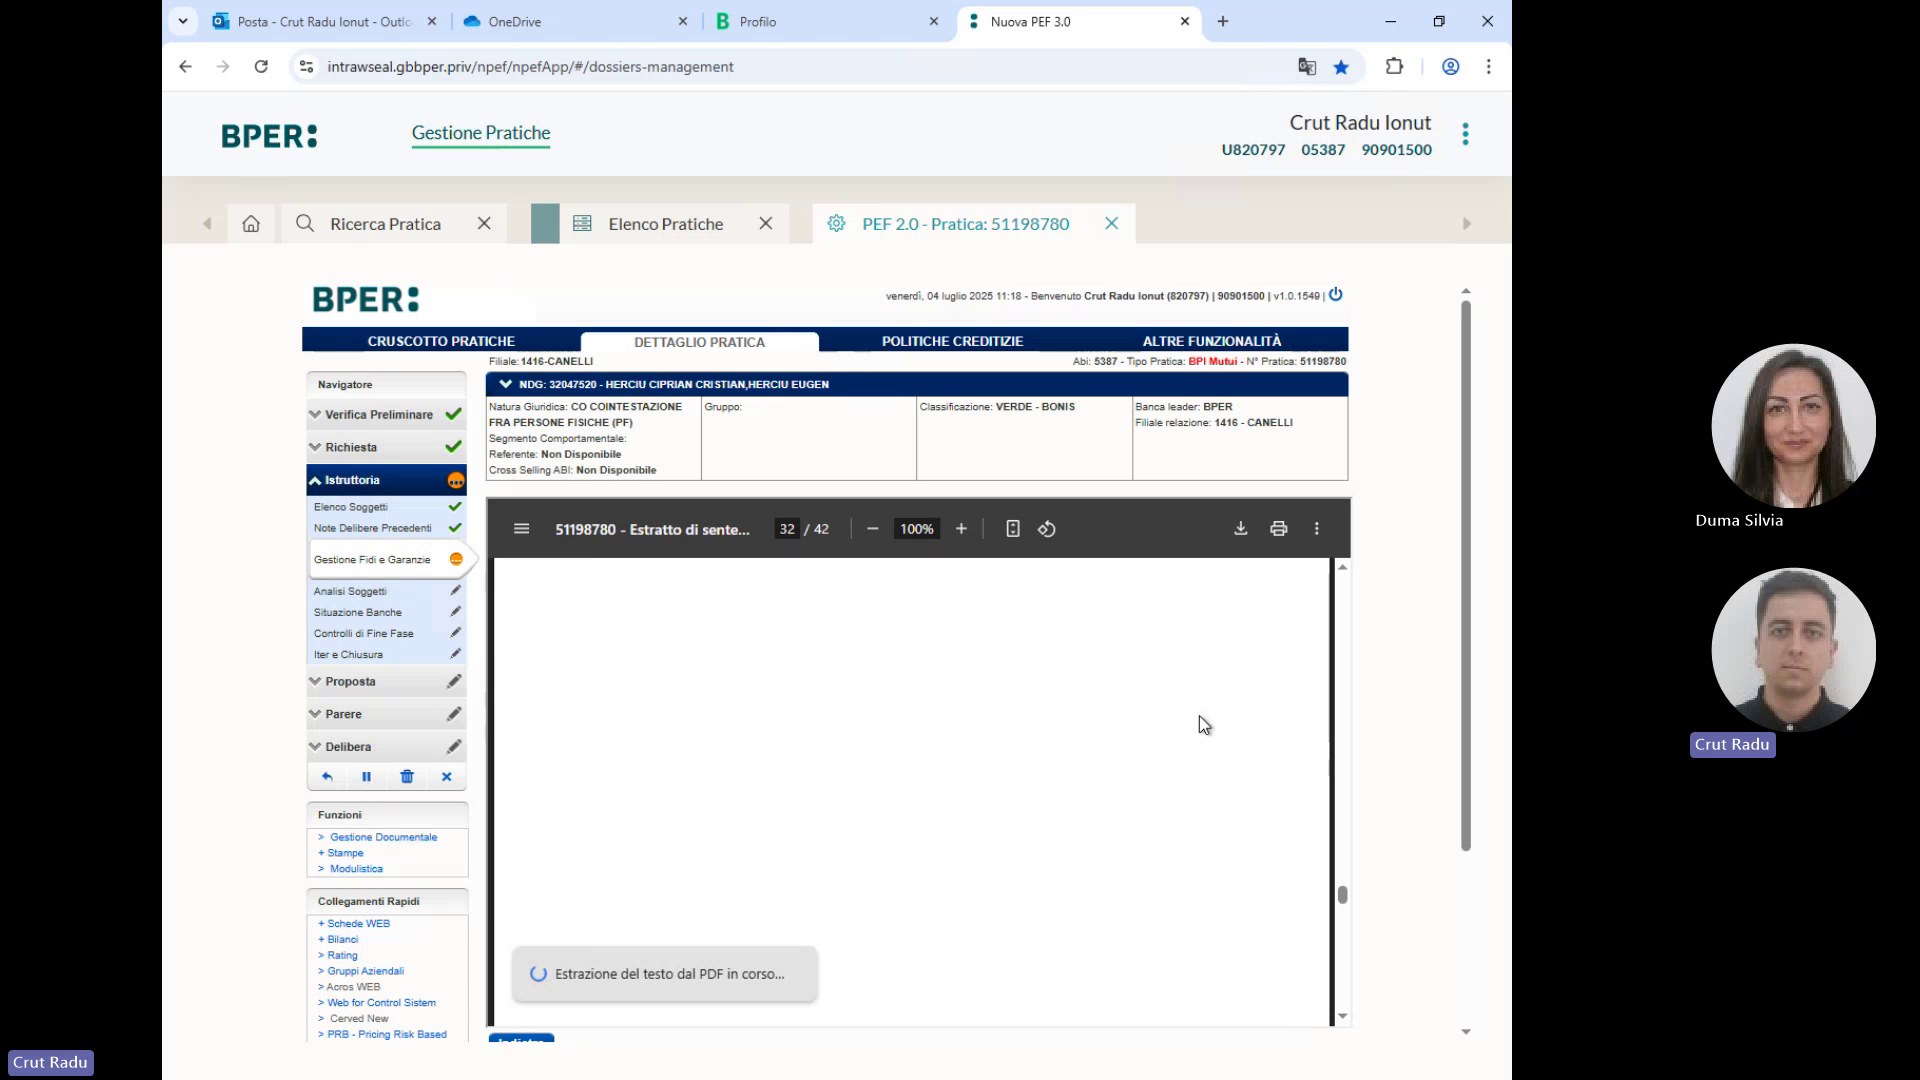 Posta - Crut Radu Ionut - Outlo
OneDrive
Profilo
Nuova PEF 3.0
intrawseal.gbbper.priv/npef/npefApp/#/dossiers-management
BPER:
Gestione Pratiche
Crut Radu Ionut
U820797 05387 90901500
Ricerca Pratica
Elenco Pratiche
PEF 2.0 - Pratica: 51198780
BPER:
venerdì, 04 luglio 2025 11:18 - Benvenuto Crut Radu Ionut (820797) | 90901500 | v1.0.1549 |
CRUSCOTTO PRATICHE
DETTAGLIO PRATICA
POLITICHE CREDITIZIE
ALTRE FUNZIONALITÀ
Filiale: 1416-CANELLI
Abi: 5387 - Tipo Pratica: BPI Mutui - N° Pratica: 51198780
Navigatore
Verifica Preliminare
Richiesta
Istruttoria
Elenco Soggetti
Note Delibere Precedenti
Gestione Fidi e Garanzie
Analisi Soggetti
Situazione Banche
Controlli di Fine Fase
Iter e Chiusura
Proposta
Parere
Delibera
Funzioni
> Gestione Documentale
+ Stampe
> Modulistica
Collegamenti Rapidi
+ Schede WEB
+ Bilanci
> Rating
> Gruppi Aziendali
> Acros WEB
> Web for Control Sistem
> Cerved New
> PRB - Pricing Risk Based
NDG: 32047520 - HERCIU CIPRIAN CRISTIAN,HERCIU EUGEN
Natura Giuridica: CO COINTESTAZIONE
FRA PERSONE FISICHE (PF)
Segmento Comportamentale:
Referente: Non Disponibile
Cross Selling ABI: Non Disponibile
Gruppo:
Classificazione: VERDE - BONIS
Banca leader: BPER
Filiale relazione: 1416 - CANELLI
51198780 - Estratto di sente...
32 / 42
100%
Estrazione del testo dal PDF in corso...
Indietro
Duma Silvia
Crut Radu
Crut Radu